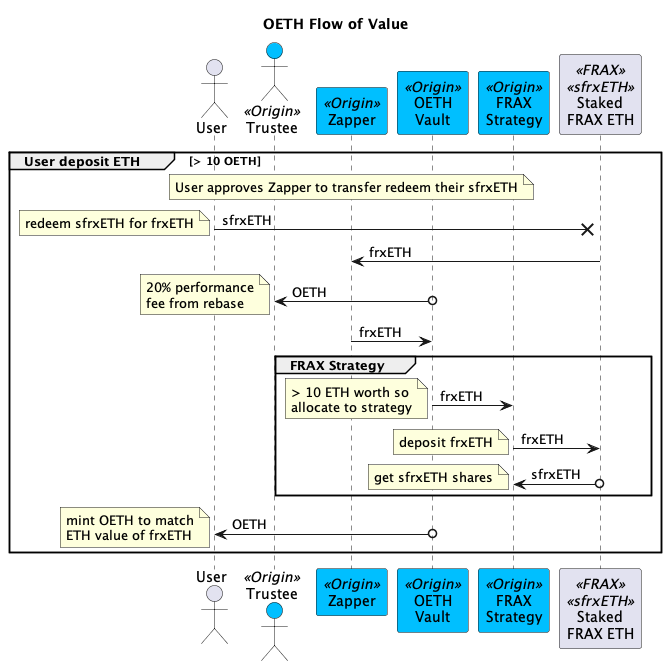 OETH Flow of Value
User
«Origin»
Trustee
«Origin»
Zapper
«Origin»
OETH
Vault
«Origin»
FRAX
Strategy
«FRAX»
«sfrxETH»
Staked
FRAX ETH
User deposit ETH [> 10 OETH]
User approves Zapper to transfer redeem their sfrxETH
redeem sfrxETH for frxETH
sfrxETH
frxETH
20% performance
fee from rebase
OETH
frxETH
FRAX Strategy
> 10 ETH worth so
allocate to strategy
frxETH
deposit frxETH
frxETH
get sfrxETH shares
sfrxETH
mint OETH to match
ETH value of frxETH
OETH
User
«Origin»
Trustee
«Origin»
Zapper
«Origin»
OETH
Vault
«Origin»
FRAX
Strategy
«FRAX»
«sfrxETH»
Staked
FRAX ETH